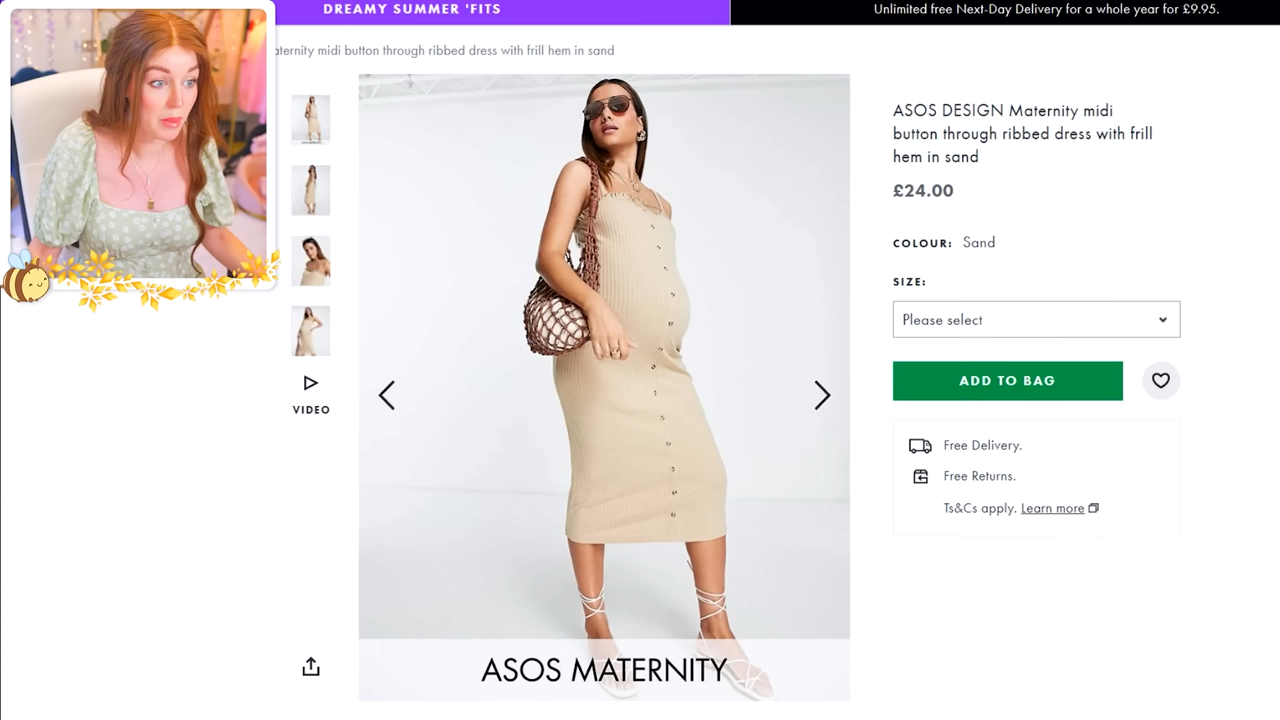 DREAMY SUMMER 'FITS
Unlimited free Next-Day Delivery for a whole year for £9.95.
midi button through ribbed dress with frill hem in sand
ASOS DESIGN Maternity midi
button through ribbed dress with frill
hem in sand
£24.00
COLOUR: Sand
SIZE:
Please select
ADD TO BAG
VIDEO
Free Delivery.
Free Returns.
Ts&Cs apply. Learn more
ASOS MATERNITY